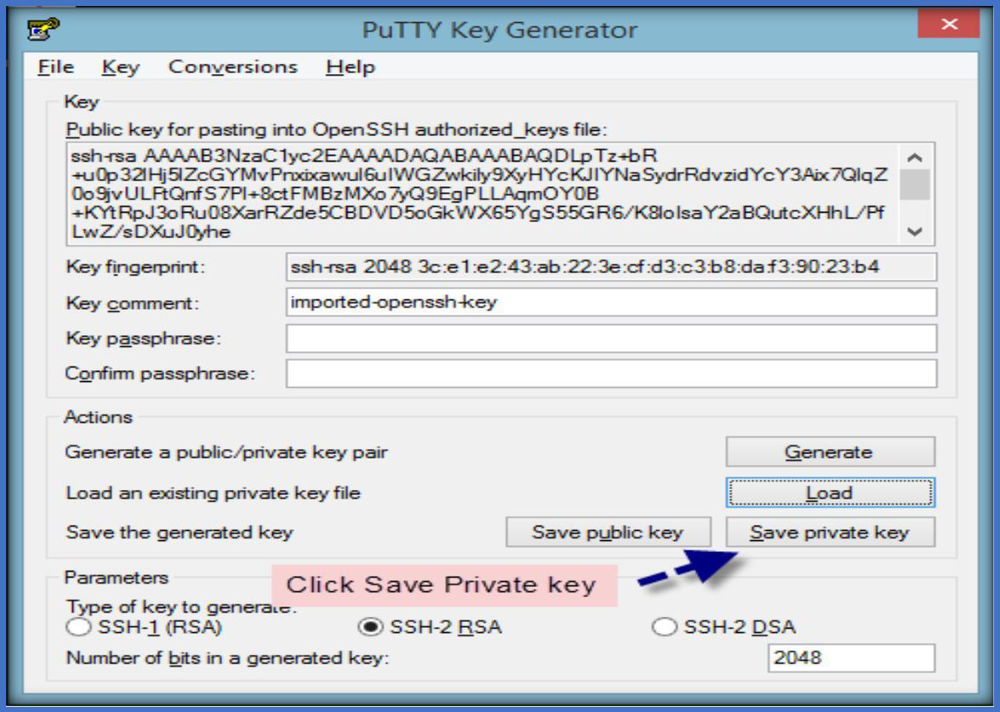 PuTTY Key Generator
File Key Conversions Help
Key
Public key for pasting into OpenSSH authorized_keys file:
ssh-rsa AAAAB3NzaC1yc2EAAAADAQABAAABAQDLpTz+bR
+u0p32lHj5lZcGYMvPnxixawul6uIWGZwkily9XyHYcKJIYNaSydrRdvzidYcY3Aix7QlqZ
0o9jvULFtQnfS7Pl+8ctFMBzMXo7yQ9EgPLLAqmOY0B
+KYtRpJ3oRu08XarRZde5CBDVD5oGkWX65YgS55GR6/K8loIsaY2aBQutcXHhL/Pf
LwZ/sDXuJ0yhe
Key fingerprint: ssh-rsa 2048 3c:e1:e2:43:ab:22:3e:cf:d3:c3:b8:da:f3:90:23:b4
Key comment: imported-openssh-key
Key passphrase:
Confirm passphrase:
Actions
Generate a public/private key pair Generate
Load an existing private key file Load
Save the generated key Save public key Save private key
Parameters
Click Save Private key
Type of key to generate:
SSH-1 (RSA) SSH-2 RSA SSH-2 DSA
Number of bits in a generated key: 2048